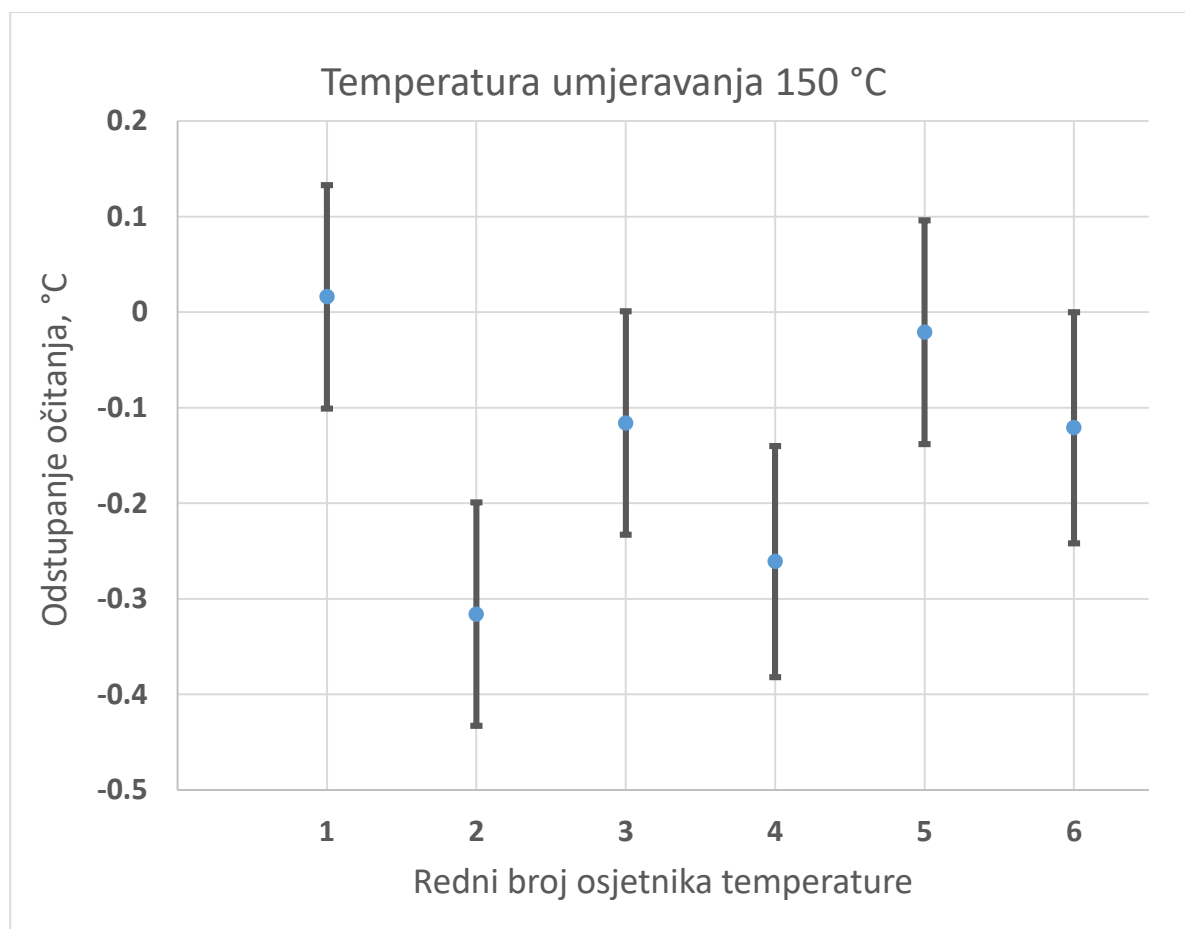 Temperatura umjeravanja 150 °C
0.2
0.1
0
-0.1
-0.2
-0.3
-0.4
-0.5
Odstupanje očitanja, °C
1 2 3 4 5 6
Redni broj osjetnika temperature